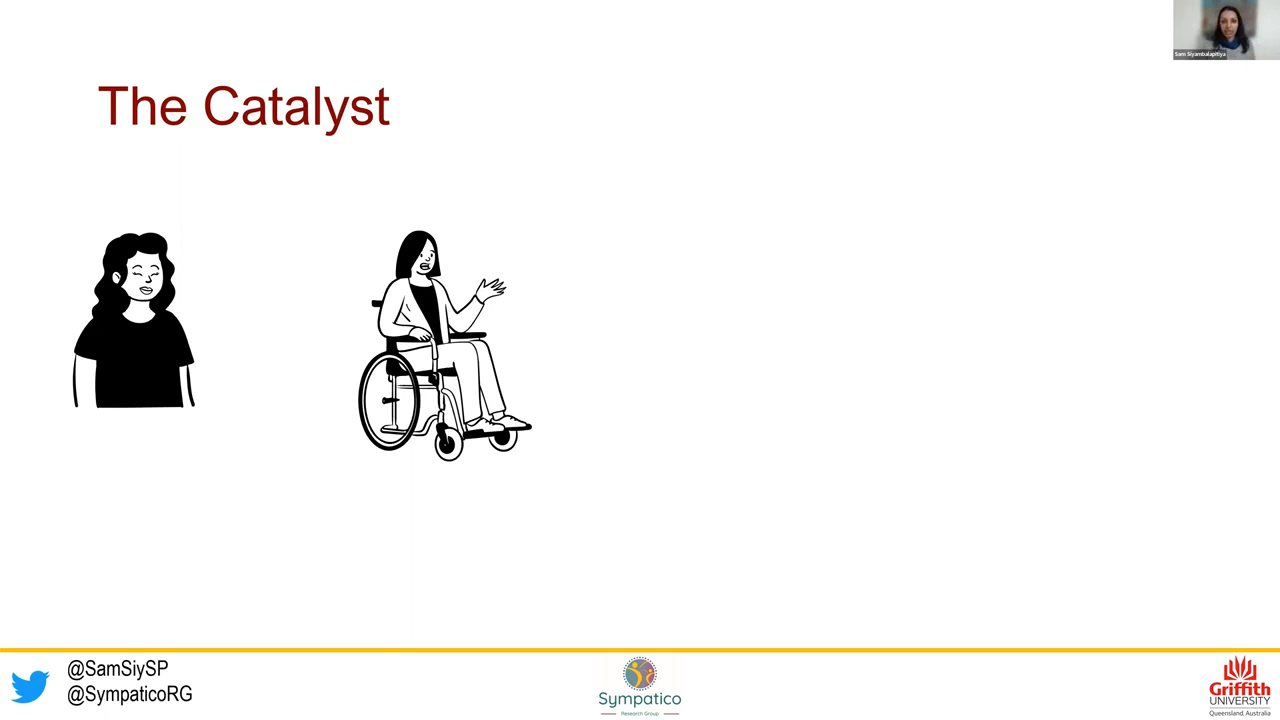 Sam Siyambalapitiya
The Catalyst
@SamSiySP
@SympaticoRG
Sympatico
Research Group
Griffith
UNIVERSITY
Queensland, Australia